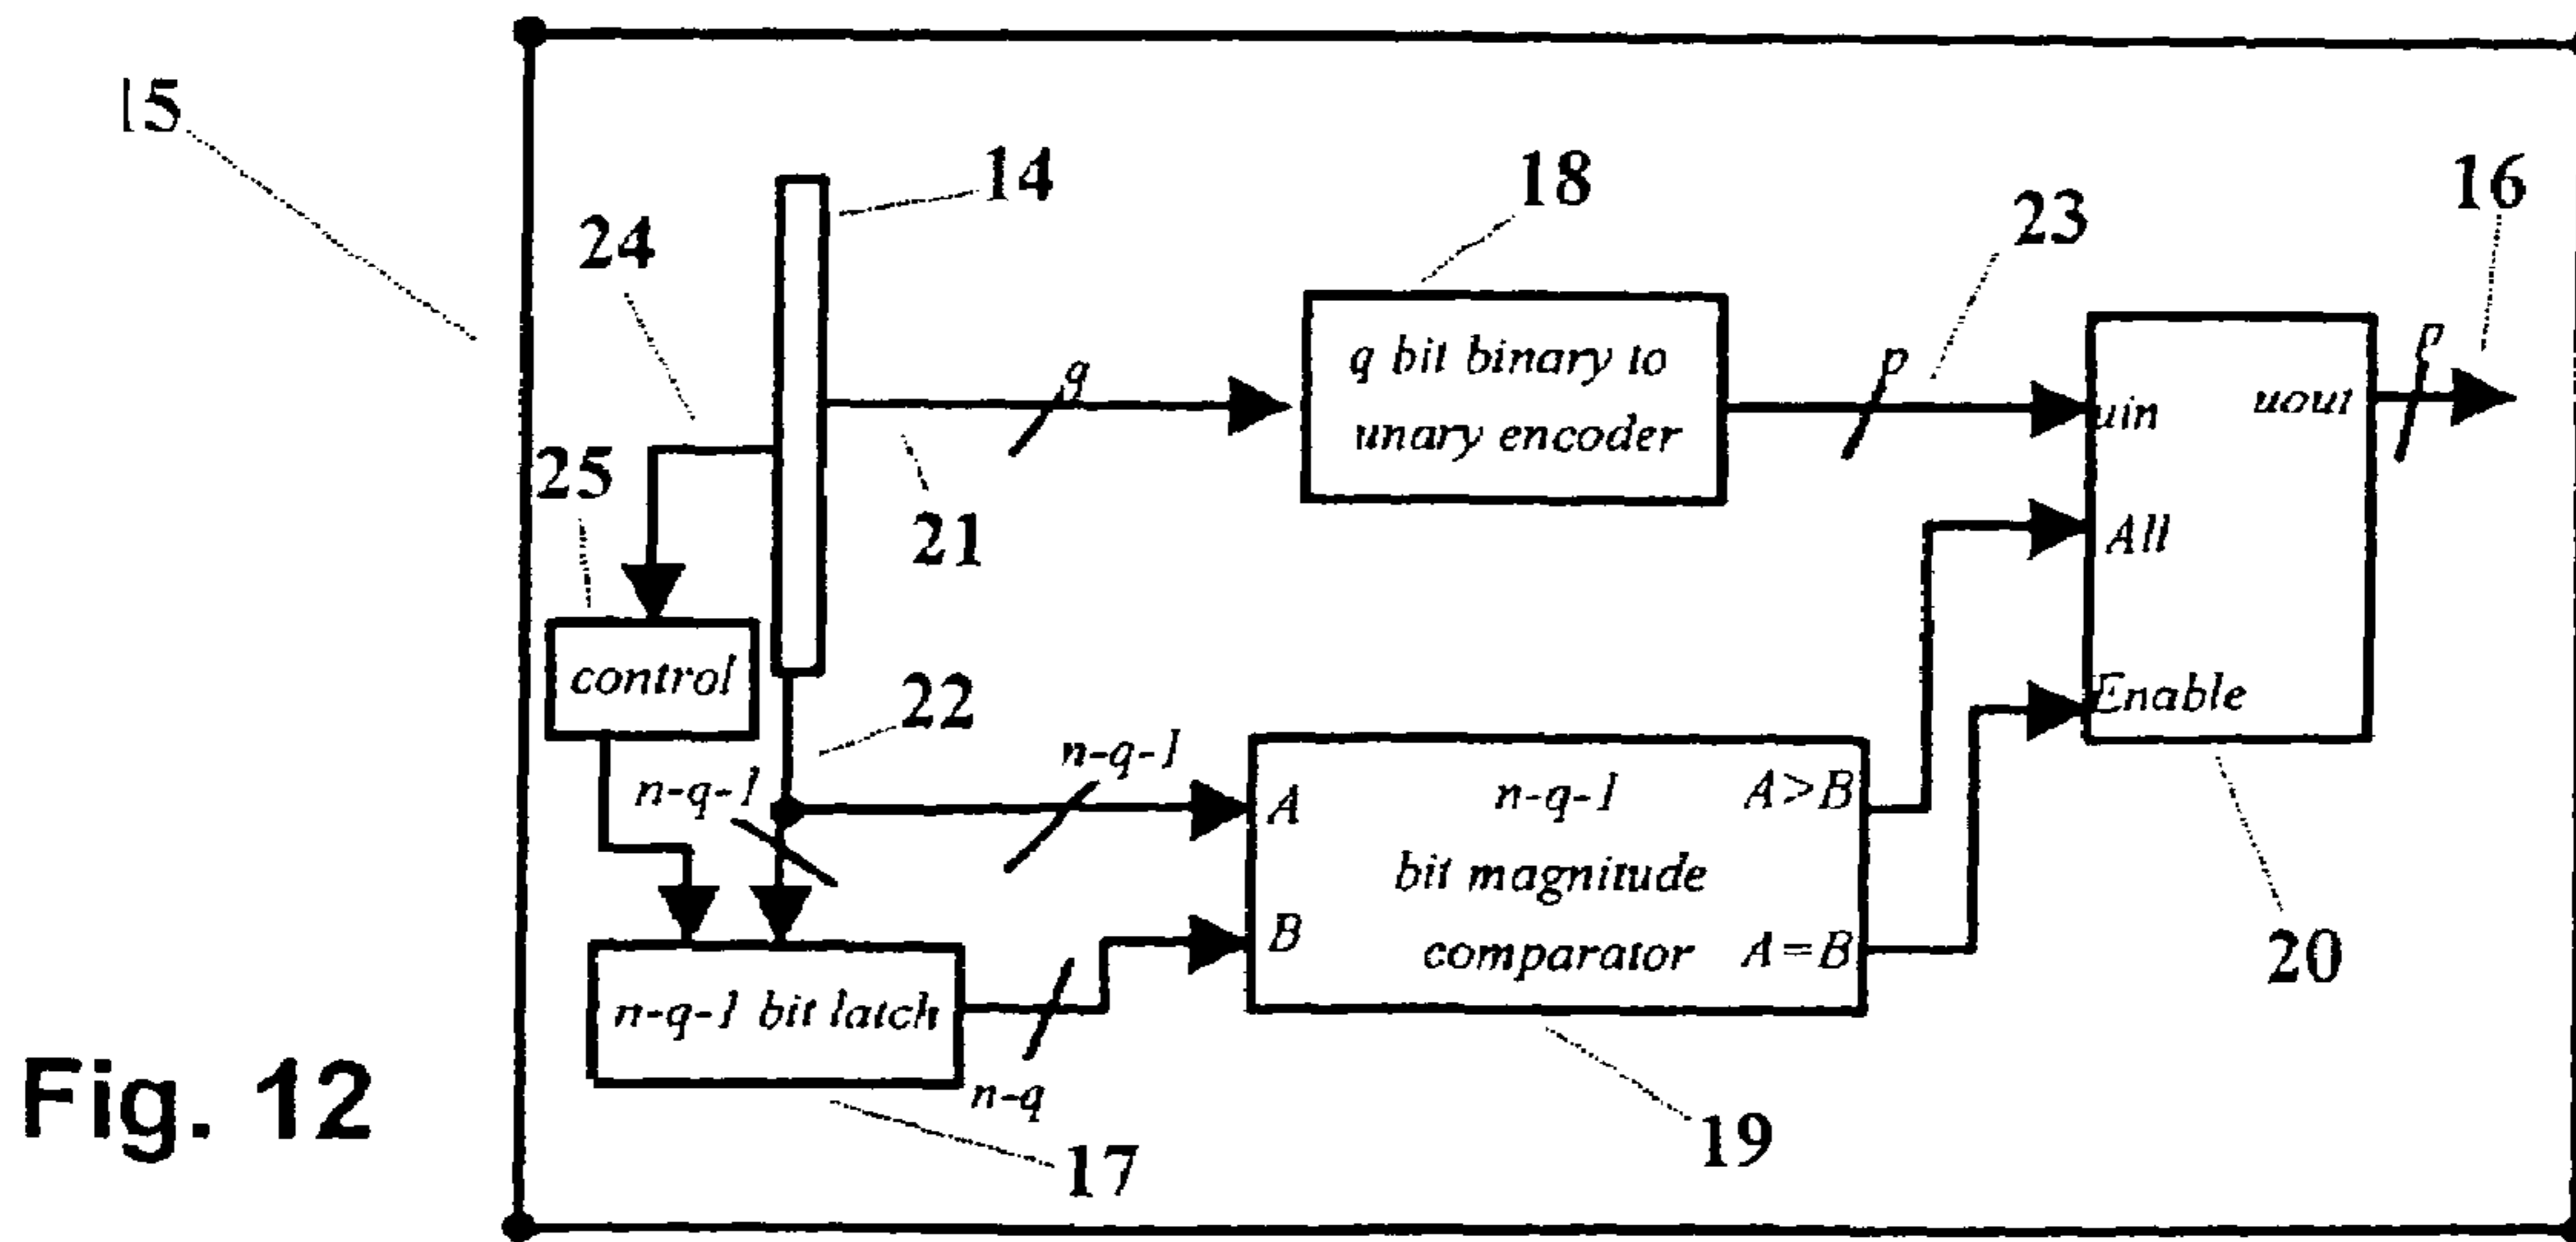 15
14
18
16
24
23
q
q bit binary to
unary encoder
p
p
uin
uout
25
21
All
control
Enable
22
n-q-1
n-q-1
A
n-q-1
bit magnitude
comparator
A>B
B
A=B
20
n-q-1 bit latch
n-q
19
17
Fig. 12